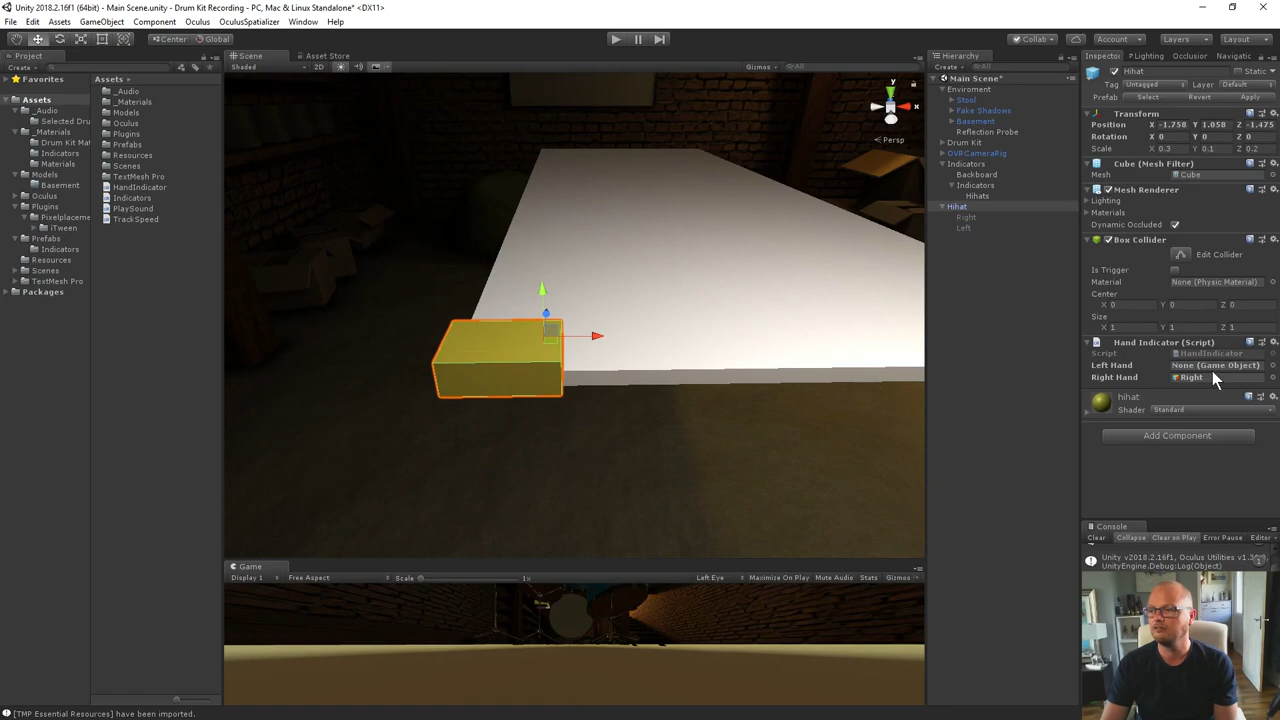 Unity 2018.2.16f1 (64bit) - Main Scene.unity - Drum Kit Recording - PC, Mac & Linux Standalone* <DX11>
File Edit Assets GameObject Component Oculus OculusSpatializer Window Help
Center Global Collab Account Layers Layout
Project
Create
Favorites
Assets
_Audio
Selected Dru
_Materials
Drum Kit Mat
Indicators
Materials
Models
Basement
Oculus
Plugins
Pixelplaceme
iTween
Prefabs
Indicators
Resources
Scenes
TextMesh Pro
Packages
Assets
_Audio
_Materials
Models
Oculus
Plugins
Prefabs
Resources
Scenes
TextMesh Pro
HandIndicator
Indicators
PlaySound
TrackSpeed
Scene Asset Store
Shaded 2D Gizmos All
y
x
Persp
Game
Display 1 Free Aspect Scale 1x Left Eye Maximize On Play Mute Audio Stats Gizmos
Hierarchy
Create All
Main Scene*
Enviroment
Stool
Fake Shadows
Basement
Reflection Probe
Drum Kit
OVRCameraRig
Indicators
Backboard
Indicators
Hihats
Hihat
Right
Left
Inspector Lighting Occlusion Navigatic
Hihat Static
Tag Untagged Layer Default
Prefab Select Revert Apply
Transform
Position X -1.758 Y 1.058 Z -1.475
Rotation X 0 Y 0 Z 0
Scale X 0.3 Y 0.1 Z 0.2
Cube (Mesh Filter)
Mesh Cube
Mesh Renderer
Lighting
Materials
Dynamic Occluded
Box Collider
Edit Collider
Is Trigger
Material None (Physic Material)
Center
X 0 Y 0 Z 0
Size
X 1 Y 1 Z 1
Hand Indicator (Script)
Script HandIndicator
Left Hand None (Game Object)
Right Hand Right
hihat
Shader Standard
Add Component
Console
Clear Collapse Clear on Play Error Pause Editor
Unity v2018.2.16f1, Oculus Utilities
UnityEngine.Debug:Log(Object)
[TMP Essential Resources] have been imported.